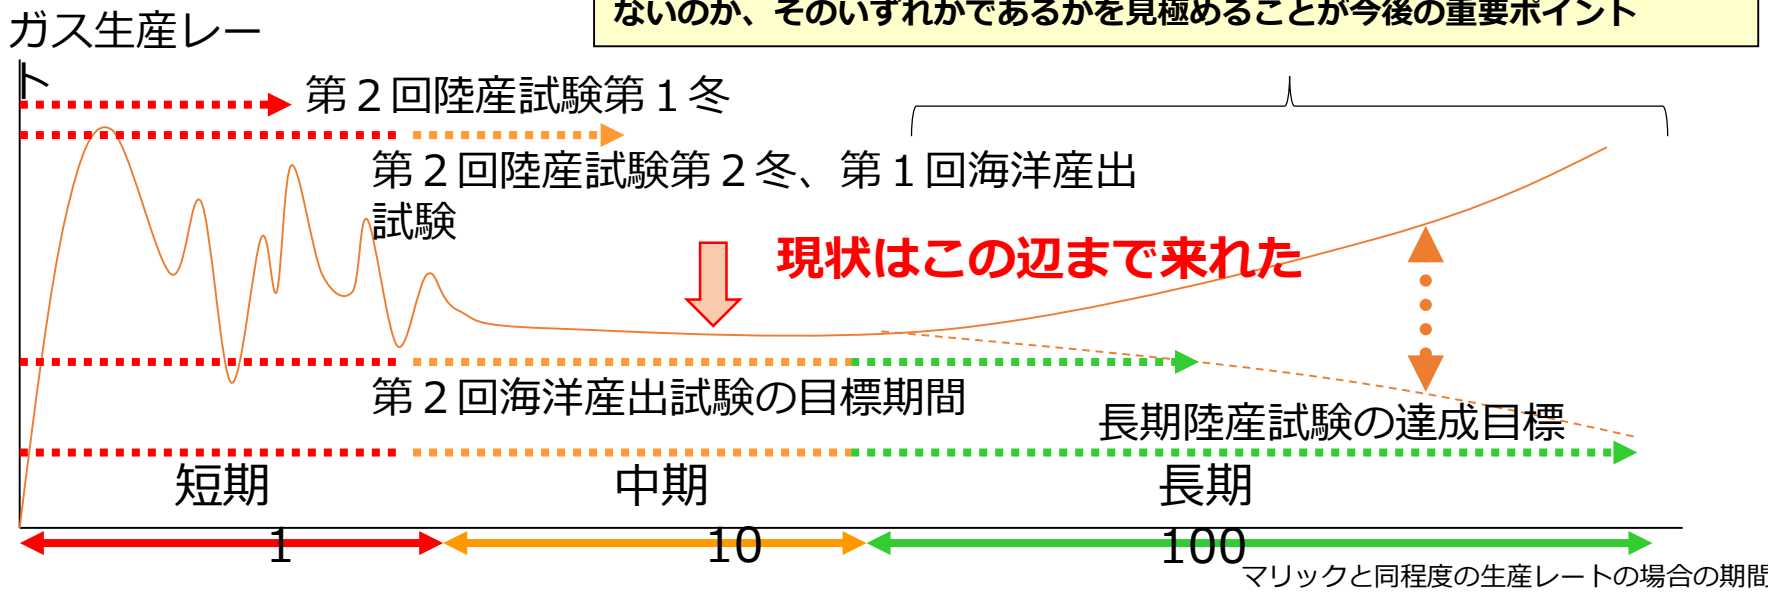 ないのか、そのいずれかであるかを見極めることが今後の重要ポイント
ガス生産レー
ト
第２回陸産試験第１冬
第２回陸産試験第２冬、第１回海洋産出
試験
現状はこの辺まで来れた
第２回海洋産出試験の目標期間
長期陸産試験の達成目標
短期
中期
長期
1
10
100
マリックと同程度の生産レートの場合の期間